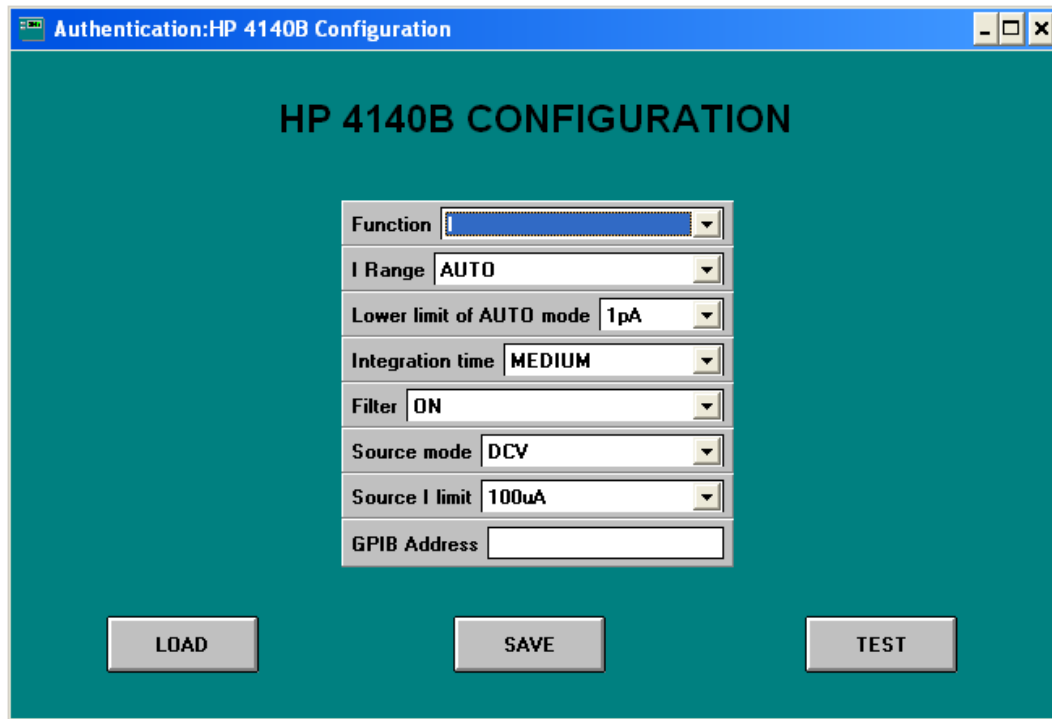 Authentication:HP 4140B Configuration
HP 4140B CONFIGURATION
Function I
I Range AUTO
Lower limit of AUTO mode 1pA
Integration time MEDIUM
Filter ON
Source mode DCV
Source I limit 100uA
GPIB Address
LOAD SAVE TEST